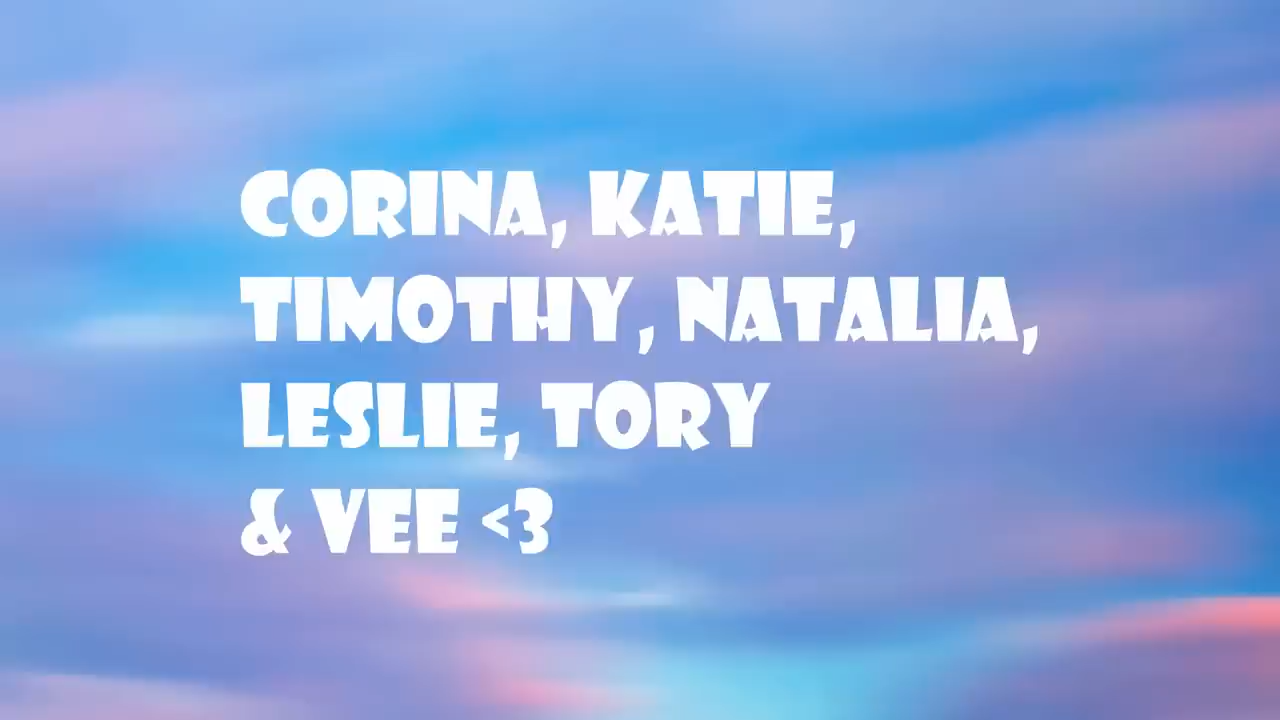 CORINA, KATIE,
TIMOTHY, NATALIA,
LESLIE, TORY
& VEE <3